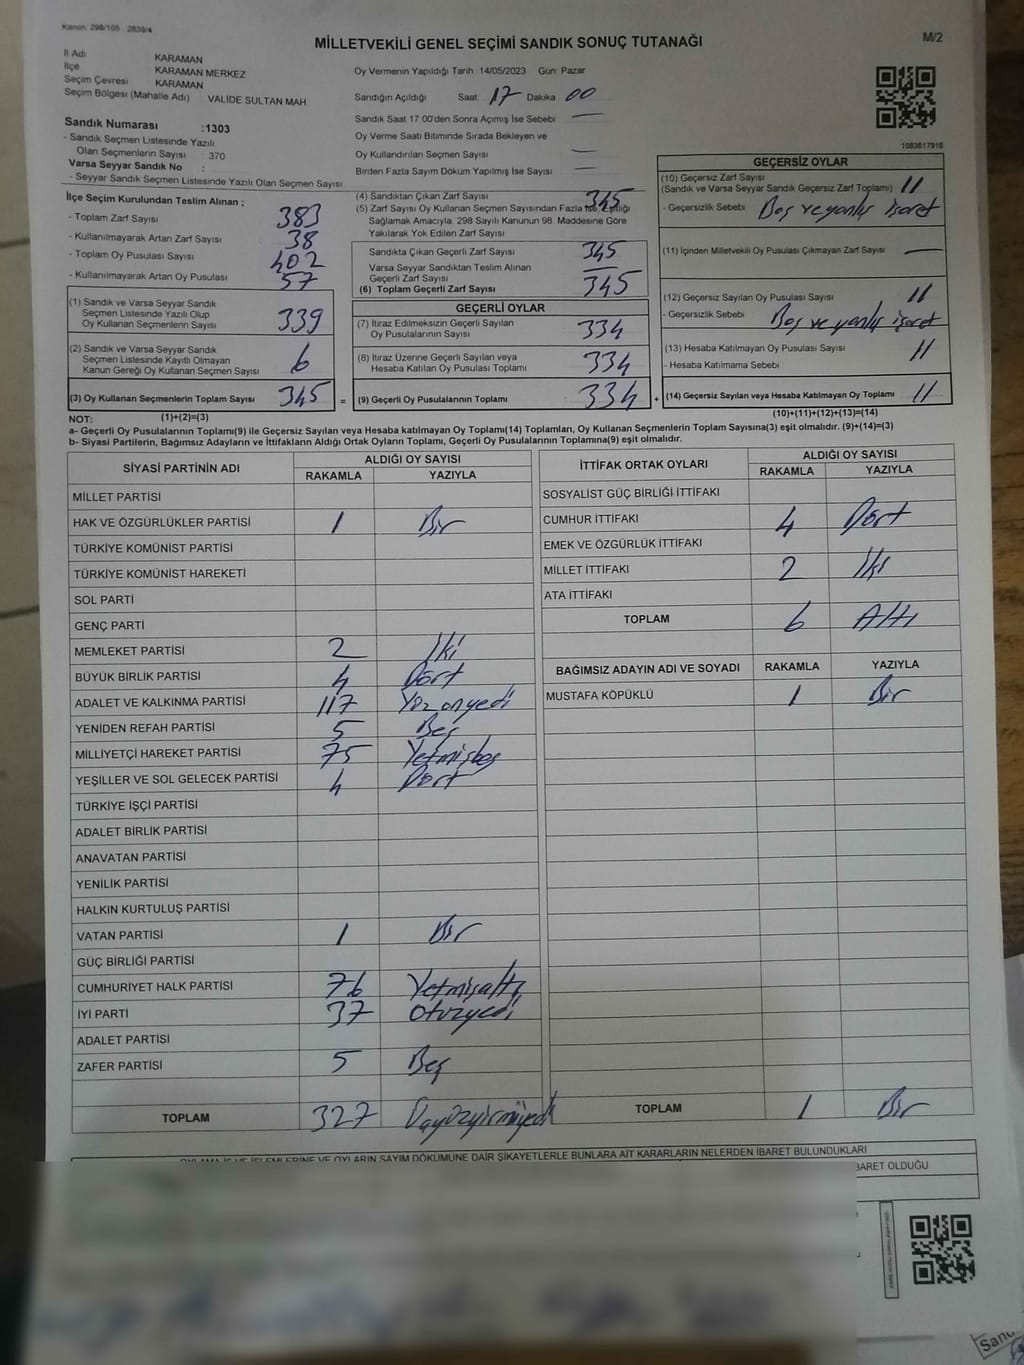 Kanun: 298/105 . 2839/4
MİLLETVEKİLİ GENEL SEÇİMİ SANDIK SONUÇ TUTANAĞI
M/2
İl Adı KARAMAN
İlçe KARAMAN MERKEZ
Seçim Çevresi KARAMAN
Seçim Bölgesi (Mahalle Adı) VALİDE SULTAN MAH
Sandık Numarası :1303
- Sandık Seçmen Listesinde Yazılı
Olan Seçmenlerin Sayısı : 370
Varsa Seyyar Sandık No :
- Seyyar Sandık Seçmen Listesinde Yazılı Olan Seçmen Sayısı
Oy Vermenin Yapıldığı Tarih 14/05/2023 Gün Pazar
Sandığın Açıldığı Saat 17 Dakika 00
Sandık Saat 17 00'den Sonra Açımış İse Sebebi —
Oy Verme Saati Bitiminde Sırada Bekleyen ve
Oy Kullandırılan Seçmen Sayısı —
Birden Fazla Sayım Döküm Yapılmış İse Sayısı —
1083617916
İlçe Seçim Kurulundan Teslim Alınan ;
- Toplam Zarf Sayısı 383
- Kullanılmayarak Artan Zarf Sayısı 38
- Toplam Oy Pusulası Sayısı 402
- Kullanılmayarak Artan Oy Pusulası 57
(1) Sandık ve Varsa Seyyar Sandık
Seçmen Listesinde Yazılı Olup
Oy Kullanan Seçmenlerin Sayısı 339
(2) Sandık ve Varsa Seyyar Sandık
Seçmen Listesinde Kayıtlı Olmayan
Kanun Gereği Oy Kullanan Seçmen Sayısı 6
(3) Oy Kullanan Seçmenlerin Toplam Sayısı 345 =
(4) Sandıktan Çıkan Zarf Sayısı 345
(5) Zarf Sayısı Oy Kullanan Seçmen Sayısından Fazla İse, Eşitliği
Sağlamak Amacıyla, 298 Sayılı Kanunun 98. Maddesine Göre
Yakılarak Yok Edilen Zarf Sayısı
Sandıkta Çıkan Geçerli Zarf Sayısı 345
Varsa Seyyar Sandıktan Teslim Alınan
Geçerli Zarf Sayısı —
(6) Toplam Geçerli Zarf Sayısı 345
GEÇERLİ OYLAR
(7) İtiraz Edilmeksizin Geçerli Sayılan
Oy Pusulalarının Sayısı 334
(8) İtiraz Üzerine Geçerli Sayılan veya
Hesaba Katılan Oy Pusulası Toplamı 334
(9) Geçerli Oy Pusulalarının Toplamı 334 +
GEÇERSİZ OYLAR
(10) Geçersiz Zarf Sayısı
(Sandık ve Varsa Seyyar Sandık Geçersiz Zarf Toplamı) 11
- Geçersizlik Sebebi Boş ve yanlış işaret
(11) İçinden Milletvekili Oy Pusulası Çıkmayan Zarf Sayısı —
(12) Geçersiz Sayılan Oy Pusulası Sayısı 11
- Geçersizlik Sebebi Boş ve yanlış işaret
(13) Hesaba Katılmayan Oy Pusulası Sayısı 11
- Hesaba Katılmama Sebebi
(14) Geçersiz Sayılan veya Hesaba Katılmayan Oy Toplamı 11
NOT: (1)+(2)=(3) (10)+(11)+(12)+(13)=(14)
a- Geçerli Oy Pusulalarının Toplamı(9) ile Geçersiz Sayılan veya Hesaba katılmayan Oy Toplamı(14) Toplamları, Oy Kullanan Seçmenlerin Toplam Sayısına(3) eşit olmalıdır. (9)+(14)=(3)
b- Siyasi Partilerin, Bağımsız Adayların ve İttifakların Aldığı Ortak Oyların Toplamı, Geçerli Oy Pusulalarının Toplamına(9) eşit olmalıdır.
SİYASİ PARTİNİN ADI ALDIĞI OY SAYISI
RAKAMLA YAZIYLA
MİLLET PARTİSİ
HAK VE ÖZGÜRLÜKLER PARTİSİ 1 Bir
TÜRKİYE KOMÜNİST PARTİSİ
TÜRKİYE KOMÜNİST HAREKETİ
SOL PARTİ
GENÇ PARTİ
MEMLEKET PARTİSİ 2 İki
BÜYÜK BİRLİK PARTİSİ 4 Dört
ADALET VE KALKINMA PARTİSİ 117 Yüzonyedi
YENİDEN REFAH PARTİSİ 5 Beş
MİLLİYETÇİ HAREKET PARTİSİ 75 Yetmişbeş
YEŞİLLER VE SOL GELECEK PARTİSİ 4 Dört
TÜRKİYE İŞÇİ PARTİSİ
ADALET BİRLİK PARTİSİ
ANAVATAN PARTİSİ
YENİLİK PARTİSİ
HALKIN KURTULUŞ PARTİSİ
VATAN PARTİSİ 1 Bir
GÜÇ BİRLİĞİ PARTİSİ
CUMHURİYET HALK PARTİSİ 76 Yetmişaltı
İYİ PARTİ 37 Otuzyedi
ADALET PARTİSİ
ZAFER PARTİSİ 5 Beş
TOPLAM 327 Üçyüzyirmiyedi
İTTİFAK ORTAK OYLARI ALDIĞI OY SAYISI
RAKAMLA YAZIYLA
SOSYALİST GÜÇ BİRLİĞİ İTTİFAKI
CUMHUR İTTİFAKI 4 Dört
EMEK VE ÖZGÜRLÜK İTTİFAKI
MİLLET İTTİFAKI 2 İki
ATA İTTİFAKI
TOPLAM 6 Altı
BAĞIMSIZ ADAYIN ADI VE SOYADI RAKAMLA YAZIYLA
MUSTAFA KÖPÜKLÜ 1 Bir
TOPLAM 1 Bir
OYLAMA İŞ VE İŞLEMLERİNE VE OYLARIN SAYIM DÖKÜMÜNE DAİR ŞİKAYETLERLE BUNLARA AİT KARARLARIN NELERDEN İBARET BULUNDUKLARI
İBARET OLDUĞU